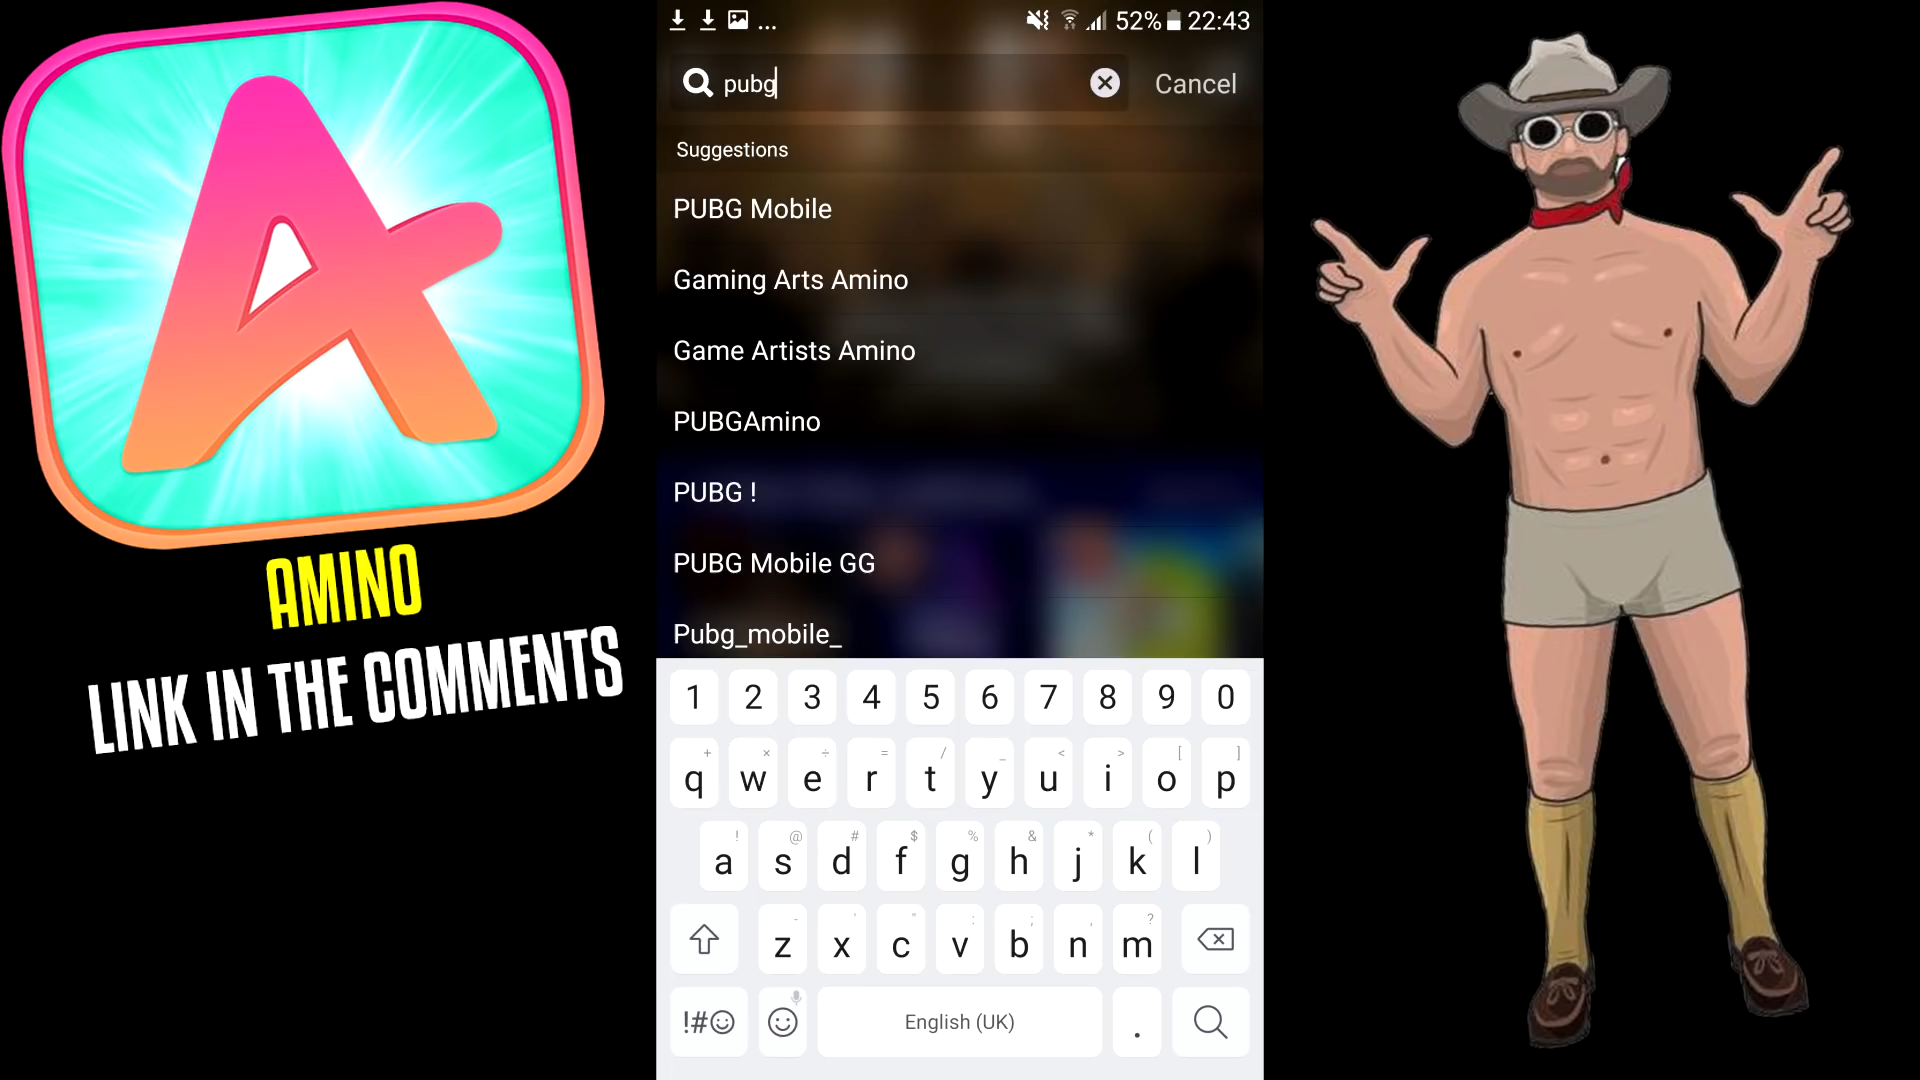 AMINO
LINK IN THE COMMENTS
... 52% 22:43
pubg Cancel
Suggestions
PUBG Mobile
Gaming Arts Amino
Game Artists Amino
PUBGAmino
PUBG !
PUBG Mobile GG
Pubg_mobile_
1 2 3 4 5 6 7 8 9 0
+ × ÷ = / _ < > [ ]
q w e r t y u i o p
! @ # $ % & * ( )
a s d f g h j k l
- ' " : ; , ?
z x c v b n m
!#☺ English (UK) .